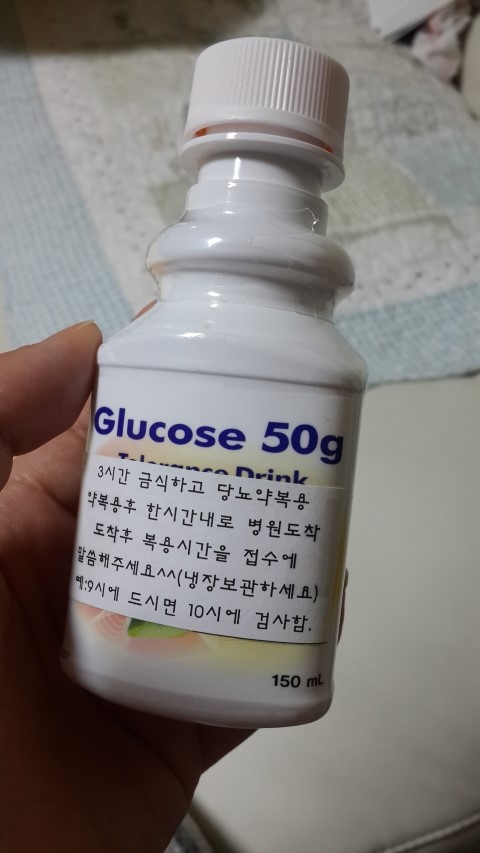 Glucose 50g
Tolerance Drink
3시간 금식하고 당뇨약복용
약복용후 한시간내로 병원도착
도착후 복용시간을 접수에
말씀해주세요^^(냉장보관하세요)
예:9시에 드시면 10시에 검사함.
150 mL